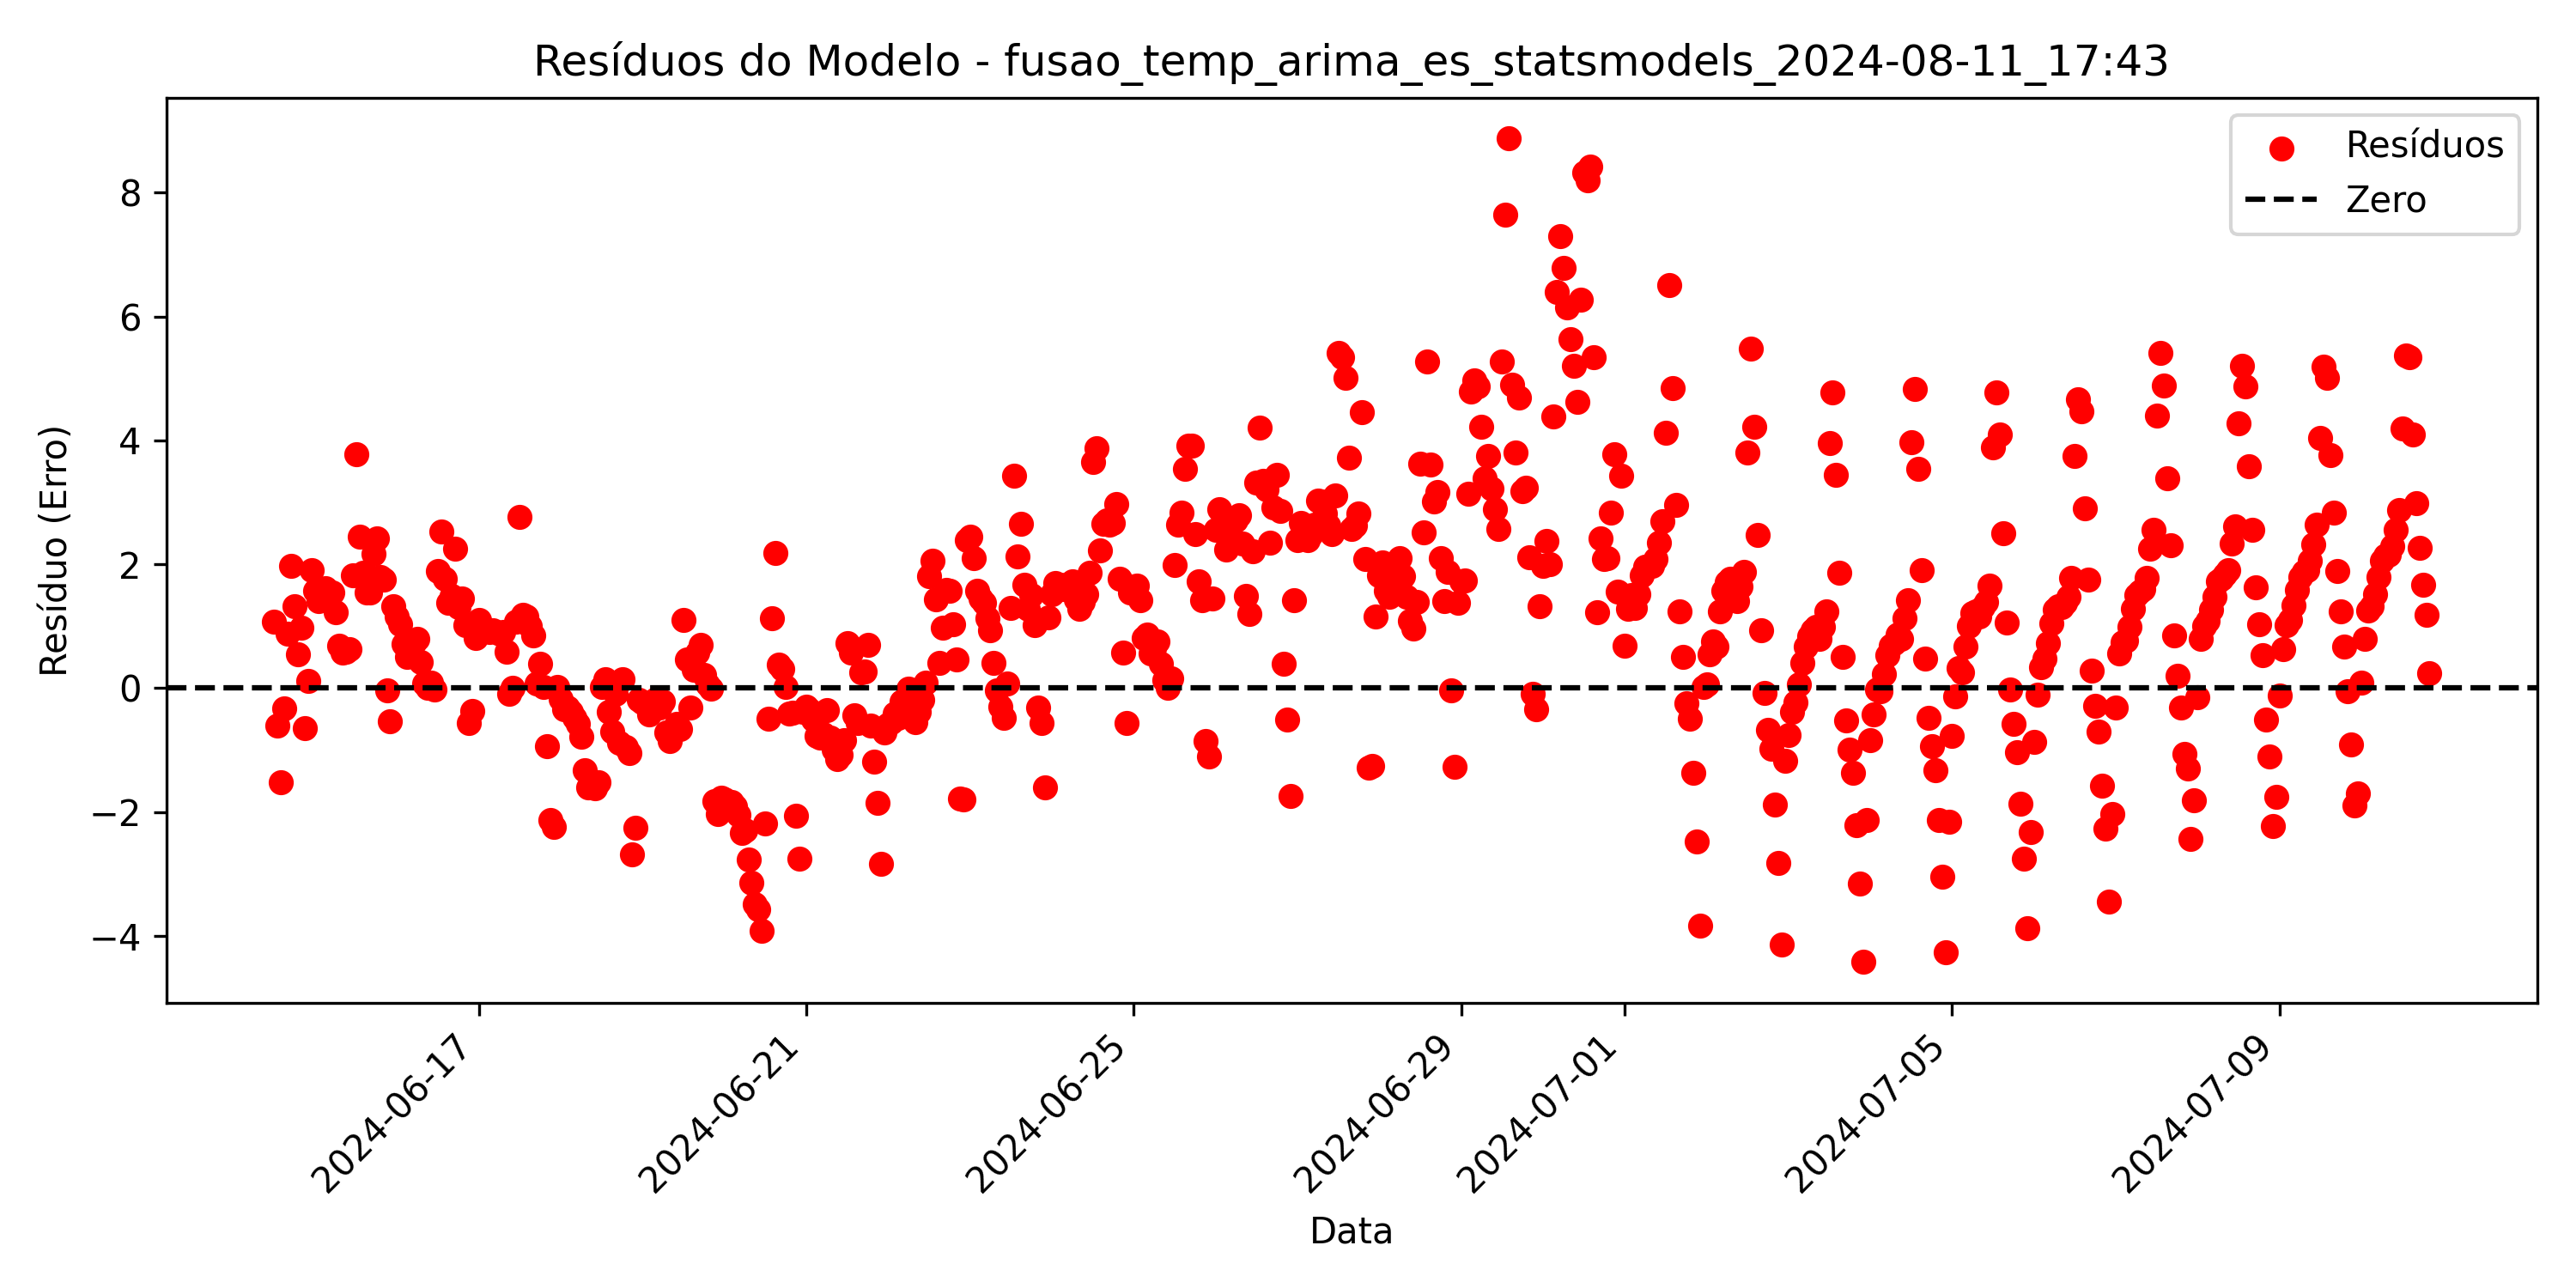 Resíduos do Modelo - fusao_temp_arima_es_statsmodels_2024-08-11_17:43
Resíduos
Zero
Resíduo (Erro)
8
6
4
2
0
−2
−4
2024-06-17
2024-06-21
2024-06-25
2024-06-29
2024-07-01
2024-07-05
2024-07-09
Data